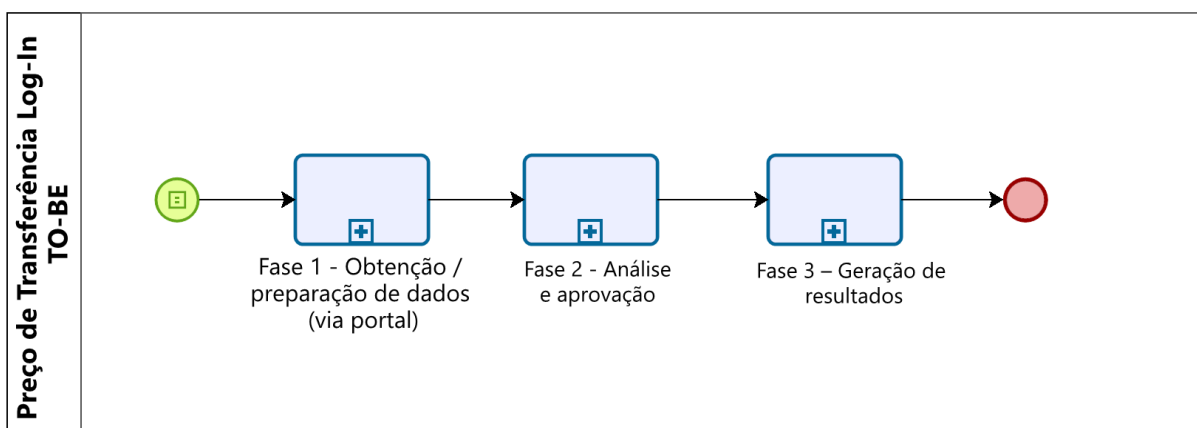 Preço de Transferência Log-In
TO-BE
Fase 1 - Obtenção /
preparação de dados
(via portal)
Fase 2 - Análise
e aprovação
Fase 3 – Geração de
resultados